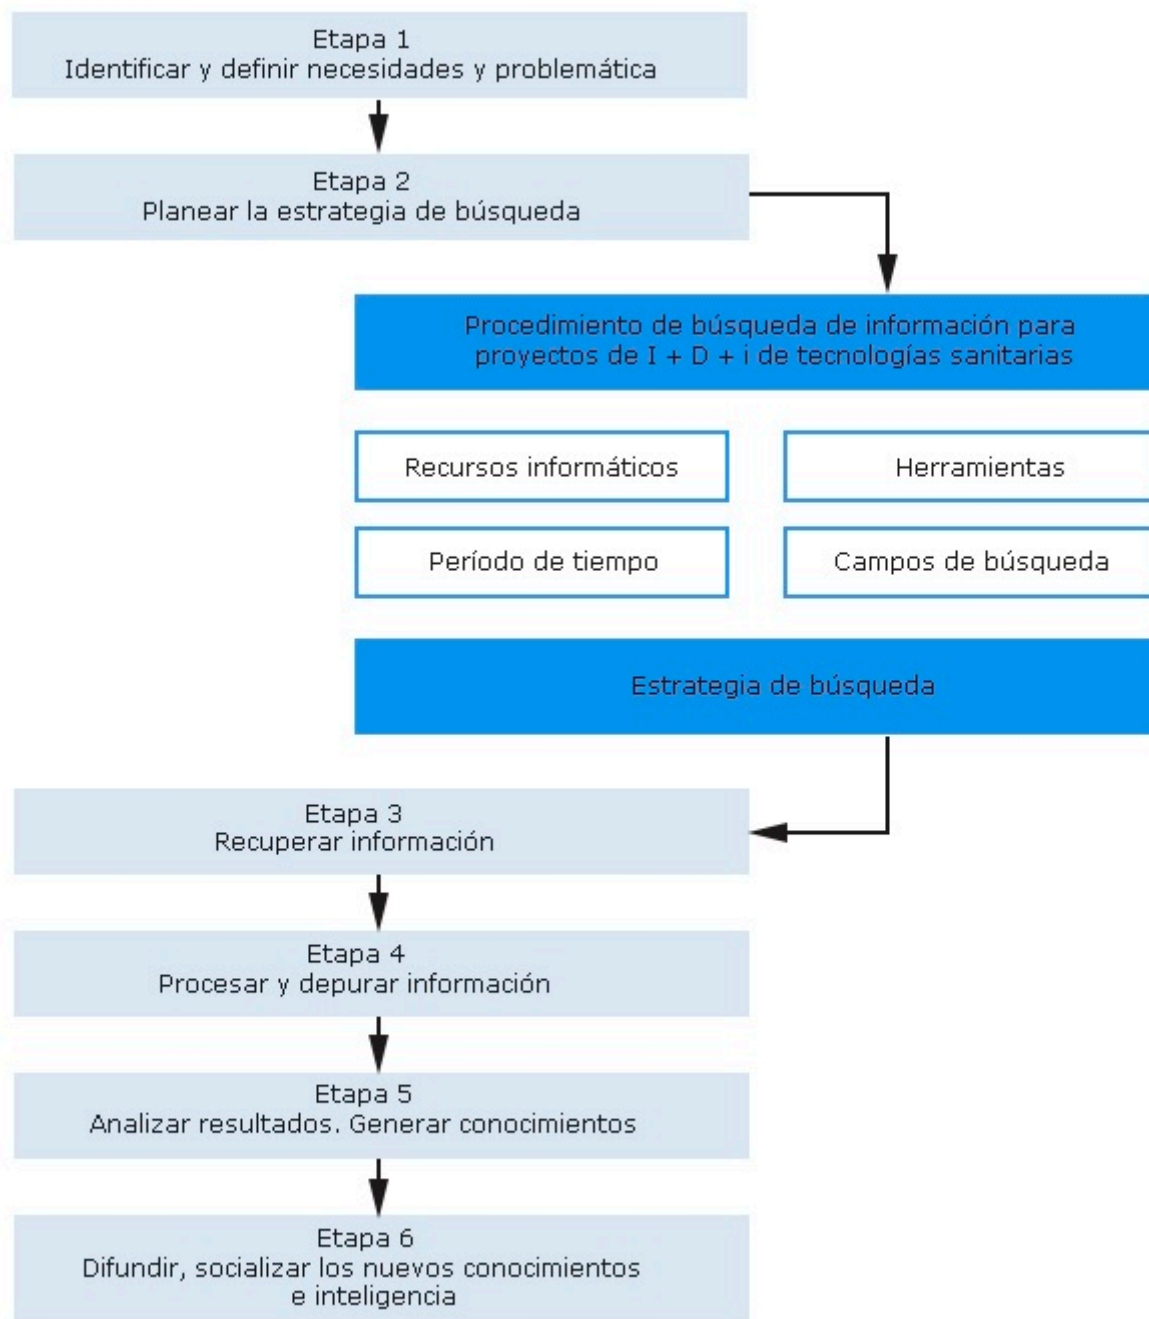 Etapa 1
Identificar y definir necesidades y problemática
Etapa 2
Planear la estrategia de búsqueda
Procedimiento de búsqueda de información para
proyectos de I + D + i de tecnologías sanitarias
Recursos informáticos
Herramientas
Período de tiempo
Campos de búsqueda
Estrategia de búsqueda
Etapa 3
Recuperar información
Etapa 4
Procesar y depurar información
Etapa 5
Analizar resultados. Generar conocimientos
Etapa 6
Difundir, socializar los nuevos conocimientos
e inteligencia